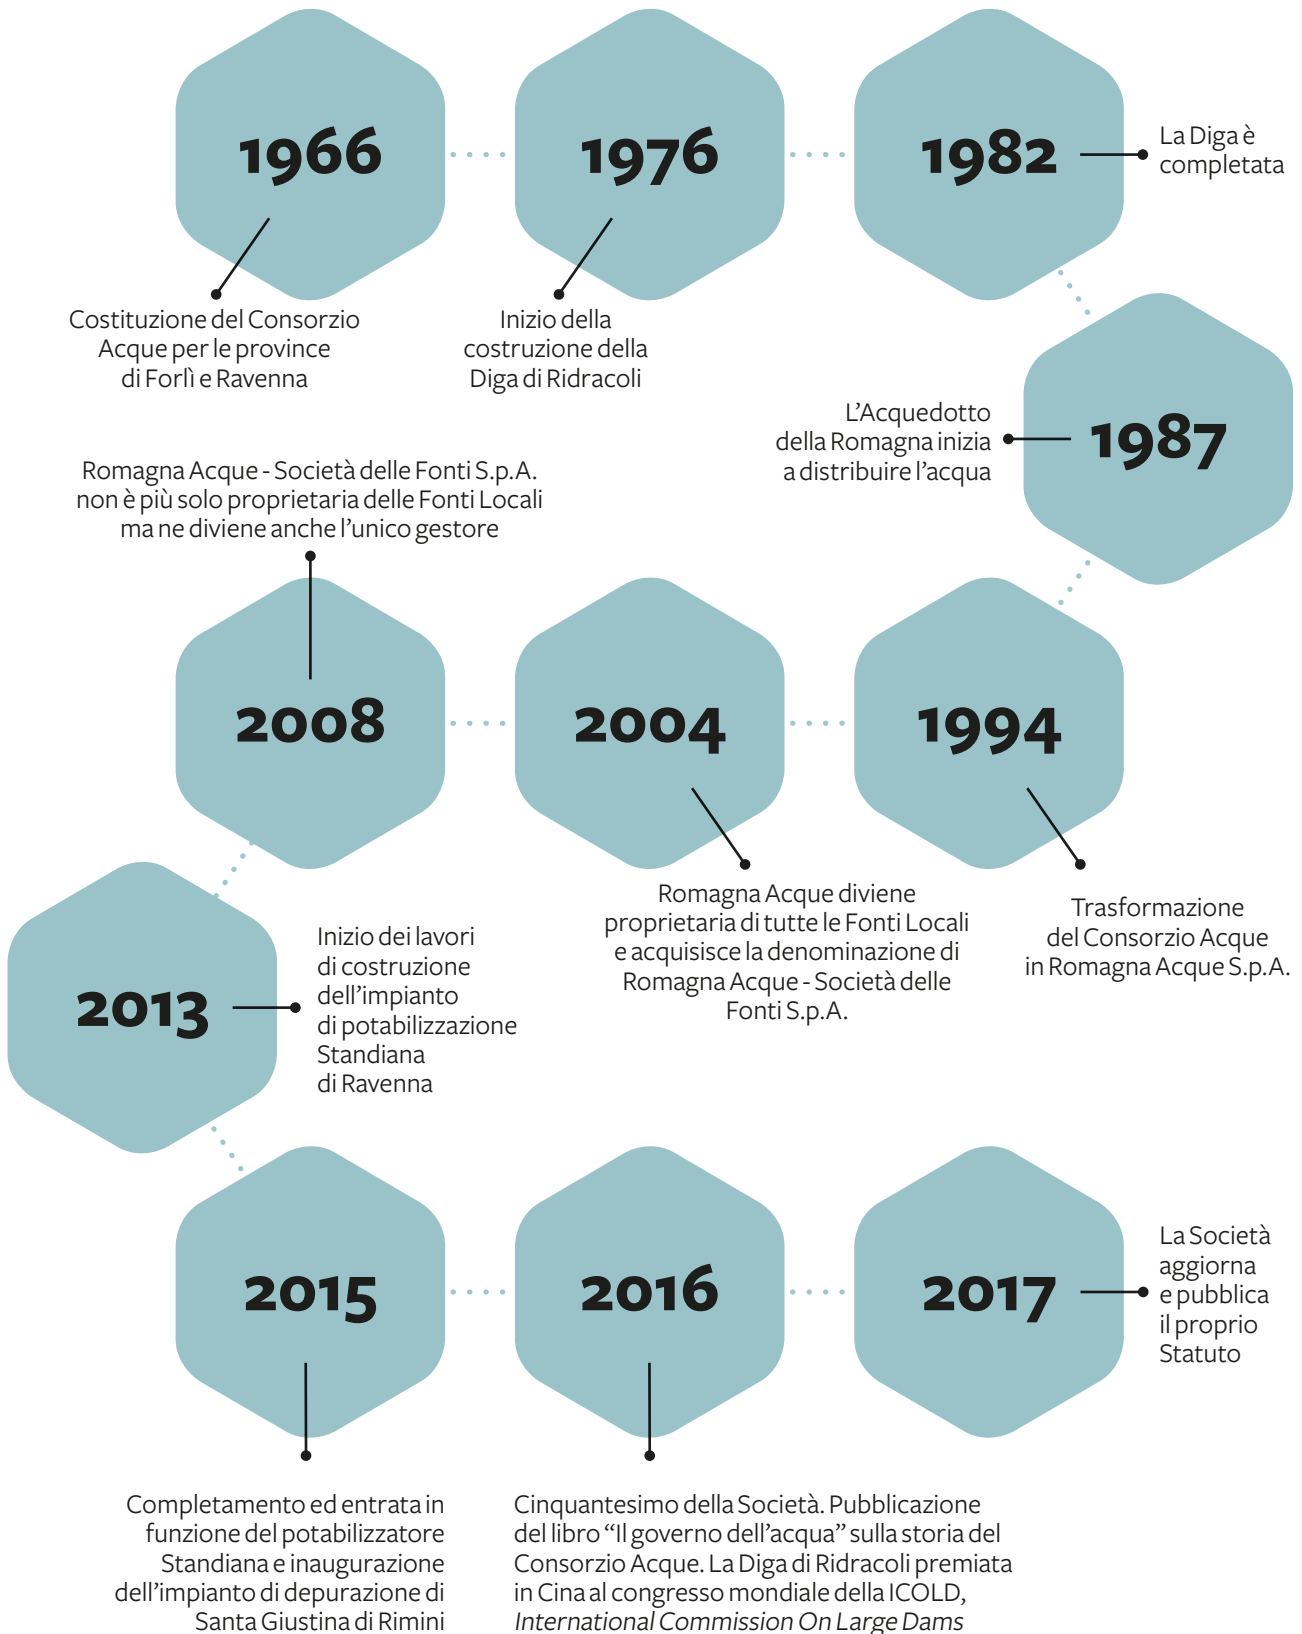 1966
Costituzione del Consorzio
Acque per le province
di Forlì e Ravenna
1976
Inizio della
costruzione della
Diga di Ridracoli
1982
La Diga è
completata
1987
L’Acquedotto
della Romagna inizia
a distribuire l’acqua
1994
Trasformazione
del Consorzio Acque
in Romagna Acque S.p.A.
2004
Romagna Acque diviene
proprietaria di tutte le Fonti Locali
e acquisisce la denominazione di
Romagna Acque - Società delle
Fonti S.p.A.
Romagna Acque - Società delle Fonti S.p.A.
non è più solo proprietaria delle Fonti Locali
ma ne diviene anche l’unico gestore
2008
2013
Inizio dei lavori
di costruzione
dell’impianto
di potabilizzazione
Standiana
di Ravenna
2015
Completamento ed entrata in
funzione del potabilizzatore
Standiana e inaugurazione
dell’impianto di depurazione di
Santa Giustina di Rimini
2016
Cinquantesimo della Società. Pubblicazione
del libro “Il governo dell’acqua” sulla storia del
Consorzio Acque. La Diga di Ridracoli premiata
in Cina al congresso mondiale della ICOLD,
International Commission On Large Dams
2017
La Società
aggiorna
e pubblica
il proprio
Statuto